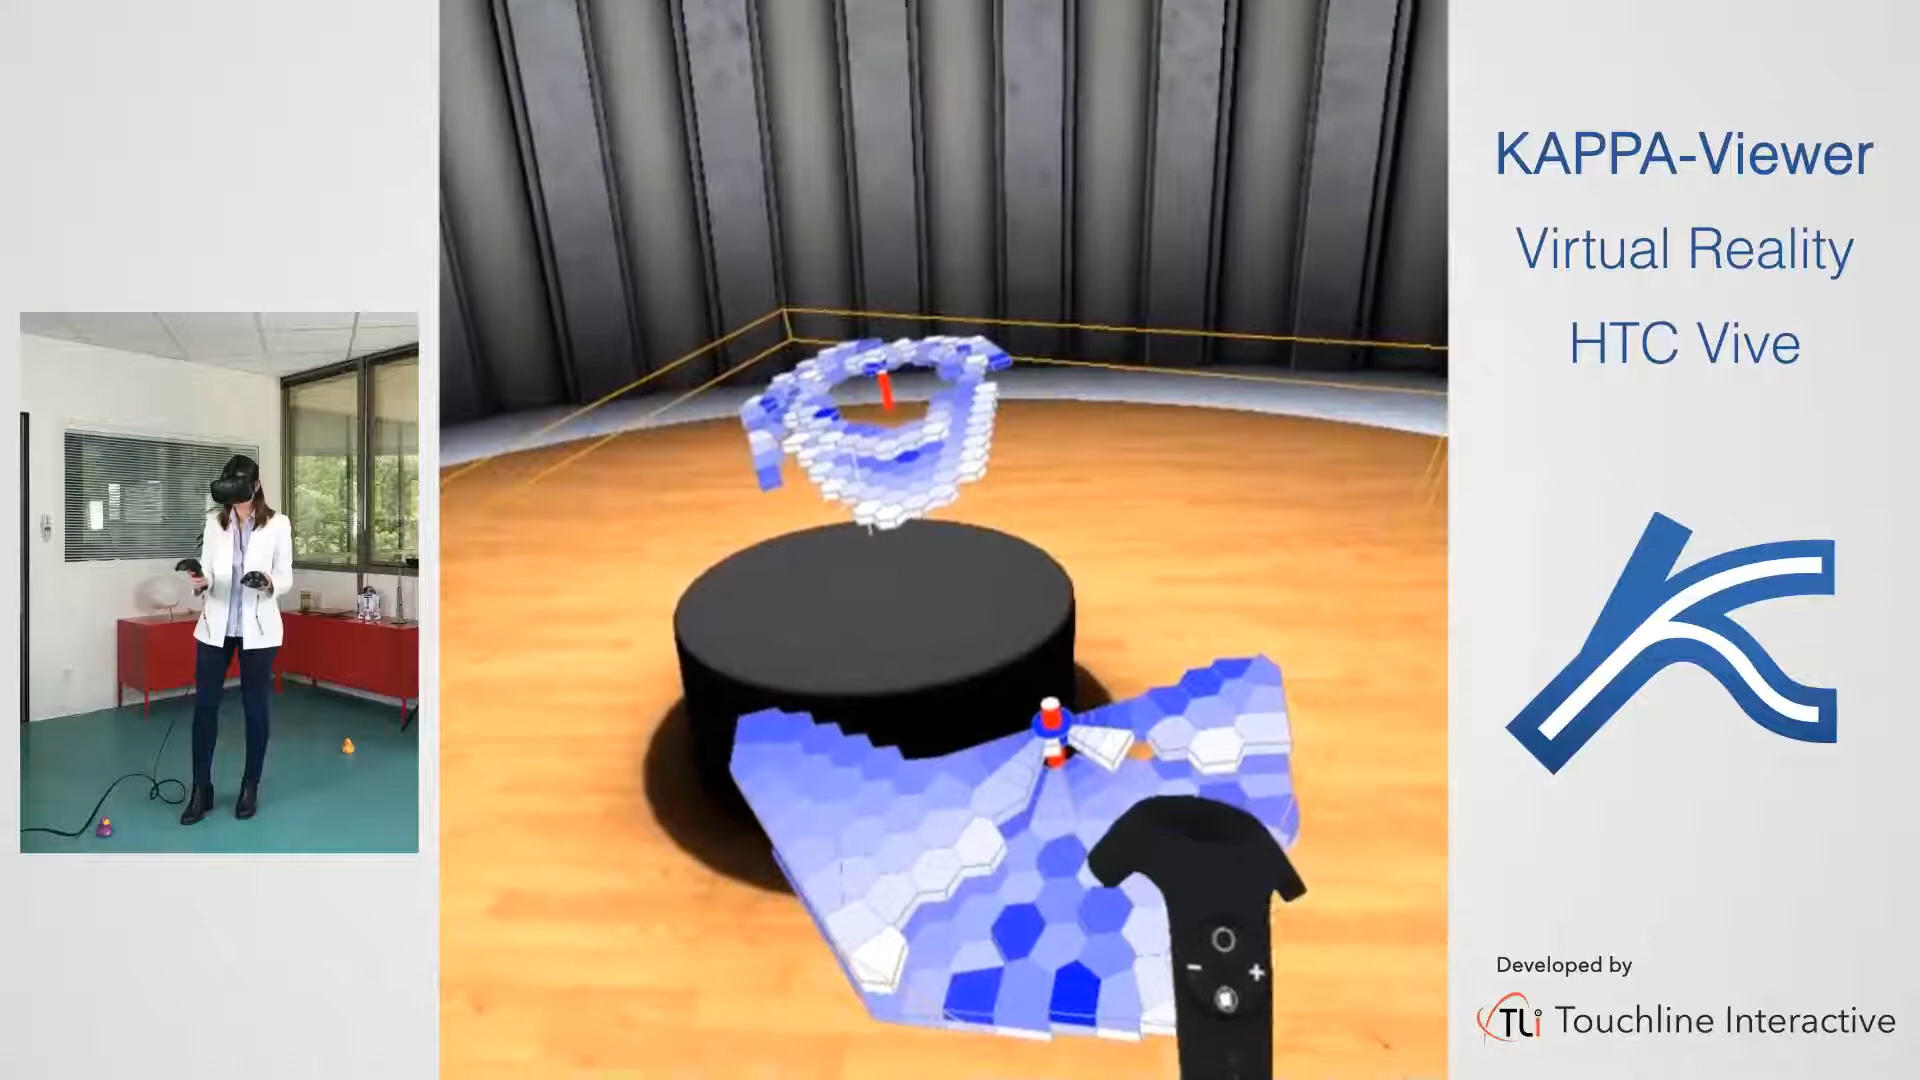 KAPPA-Viewer
Virtual Reality
HTC Vive
Developed by
TLi Touchline Interactive